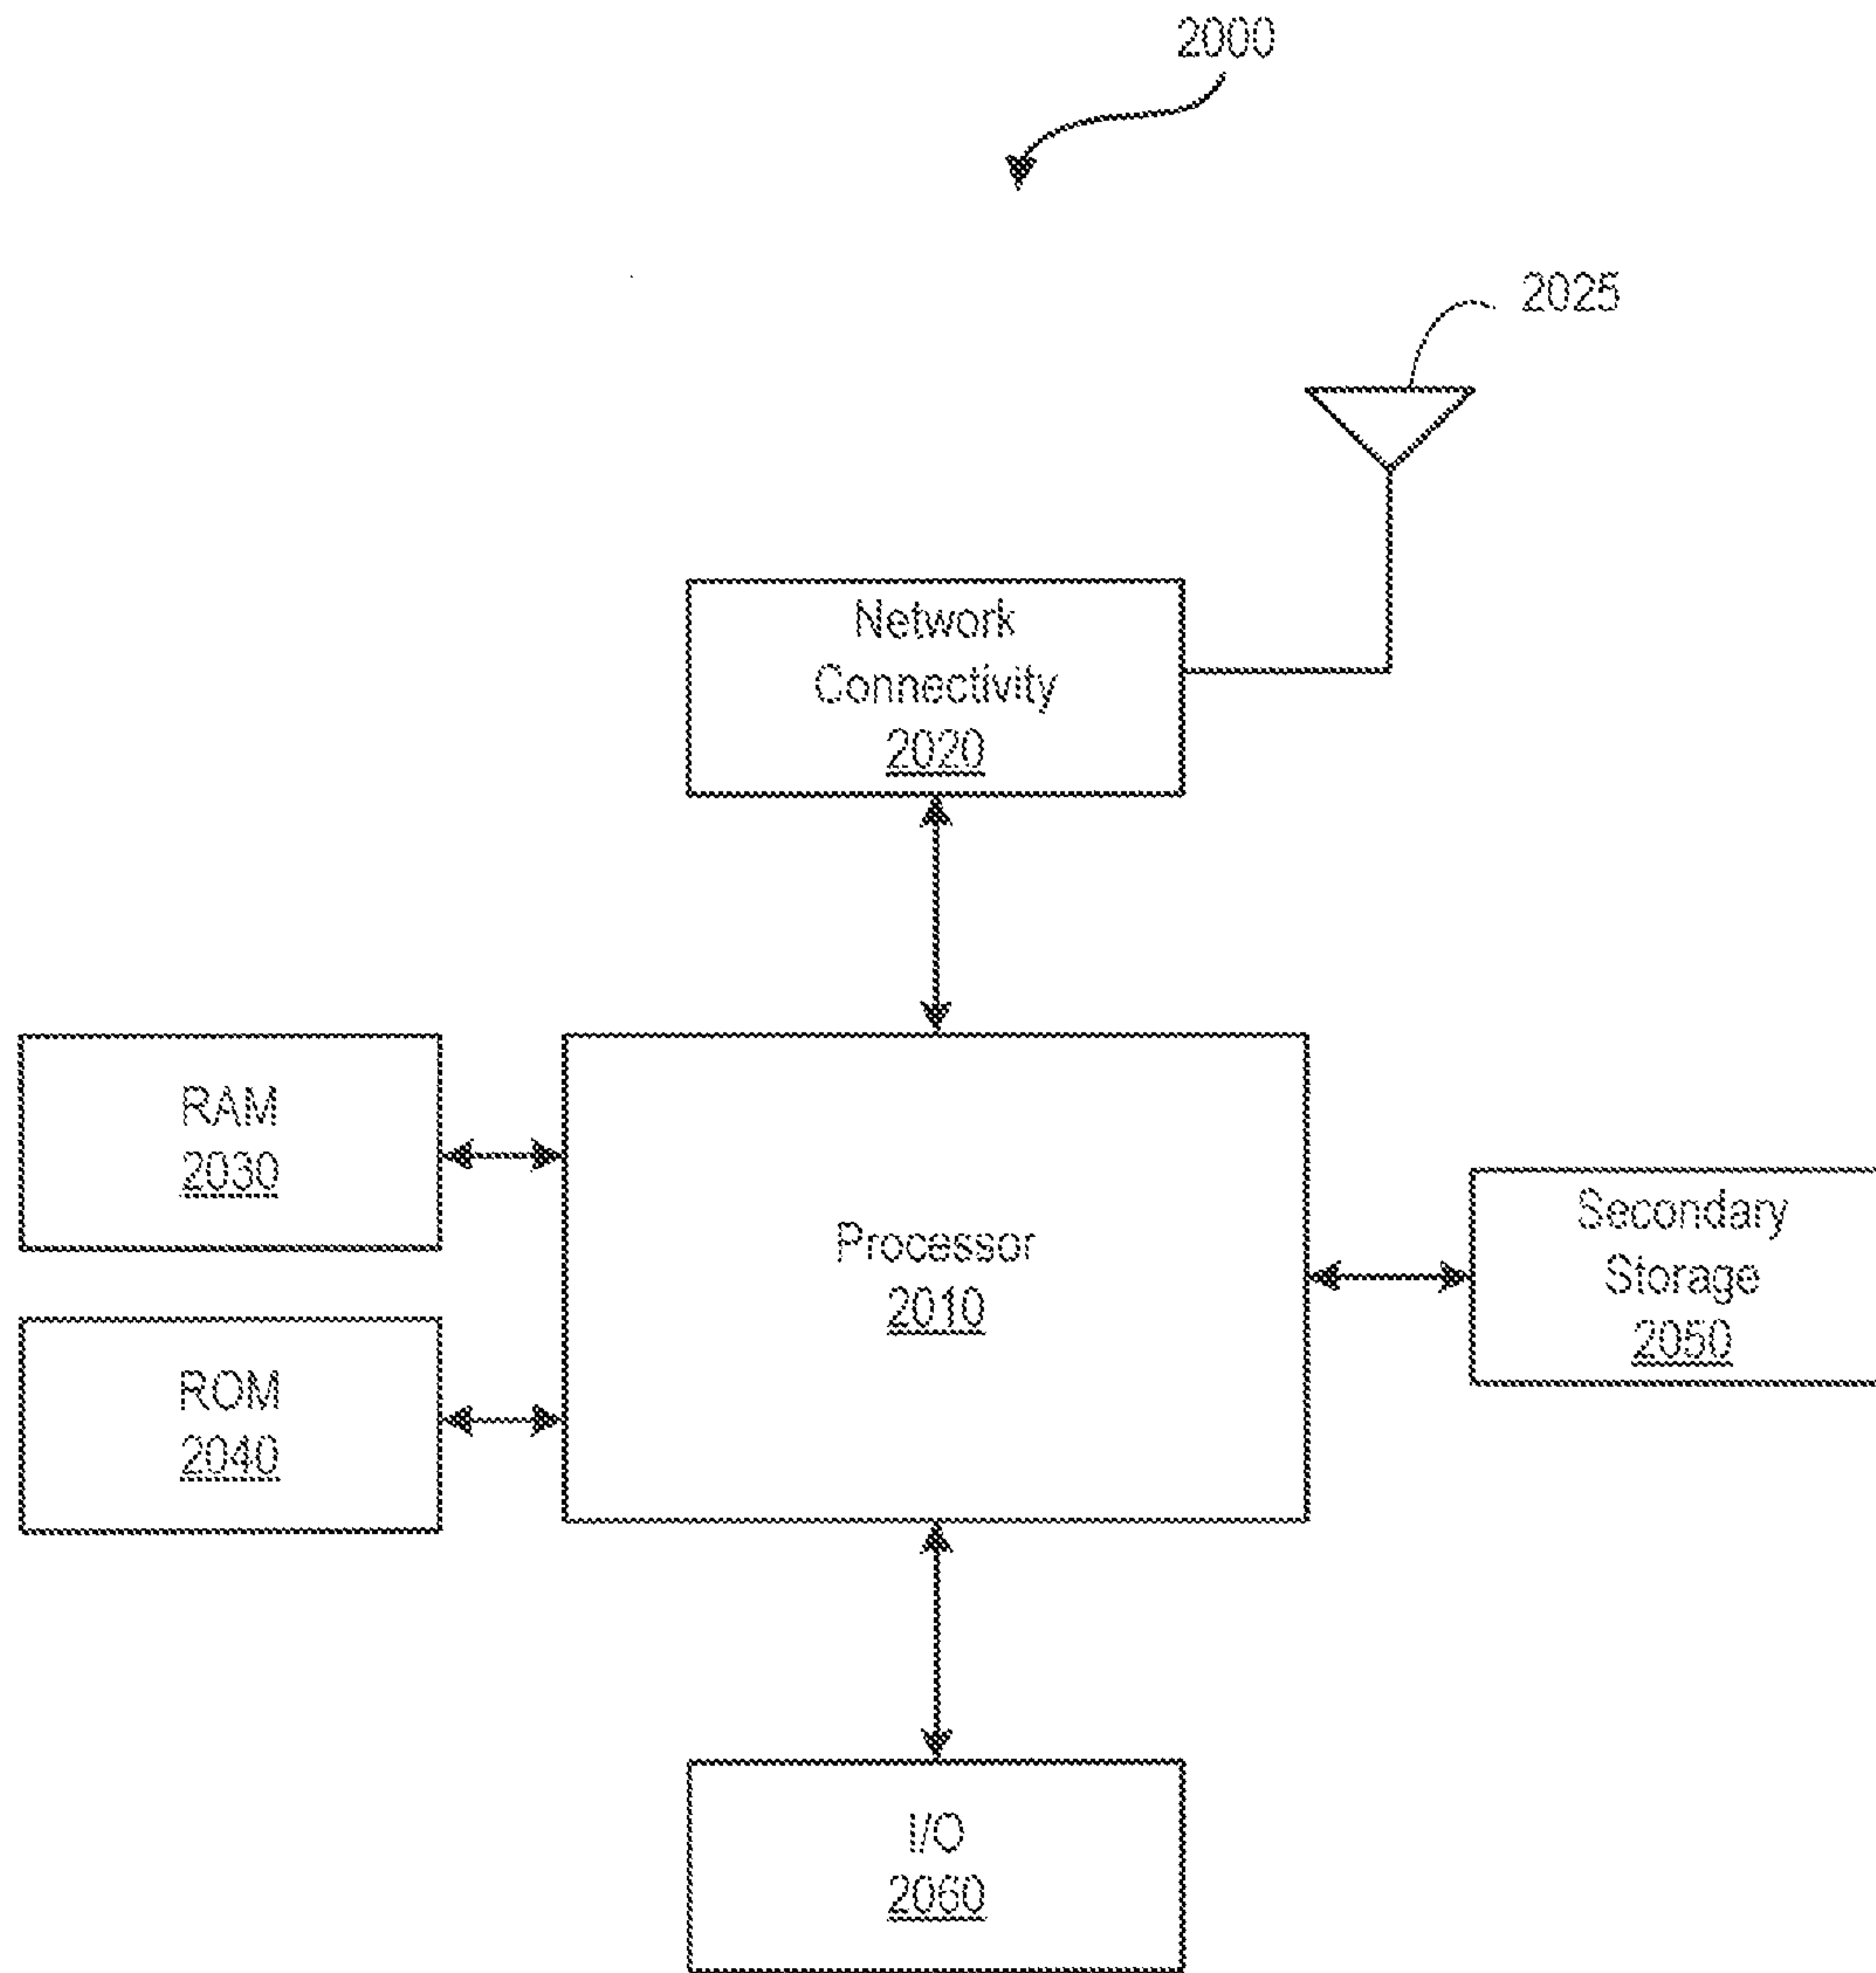 2000
2025
Network
Connectivity
2020
RAM
2030
Processor
2010
Secondary
Storage
2050
ROM
2040
I/O
2060